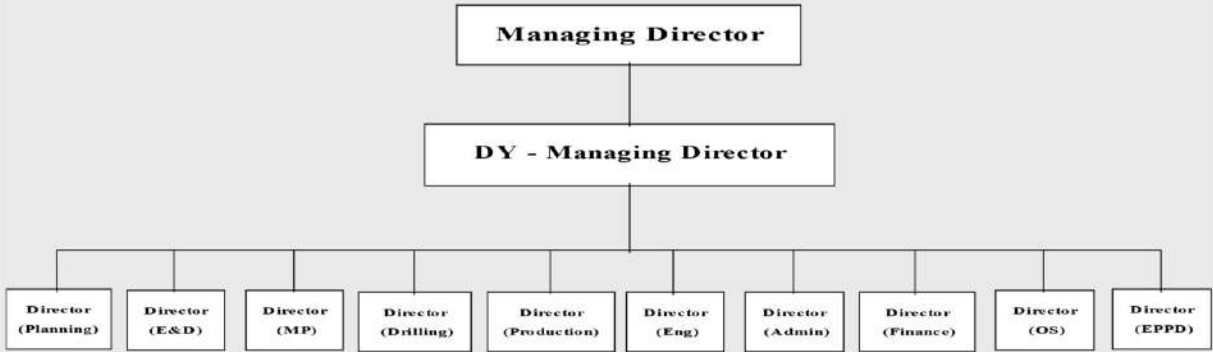 Managing Director
DY - Managing Director
Director
(Planning)
Director
(E&D)
Director
(MP)
Director
(Drilling)
Director
(Production)
Director
(Eng)
Director
(Admin)
Director
(Finance)
Director
(OS)
Director
(EPPD)